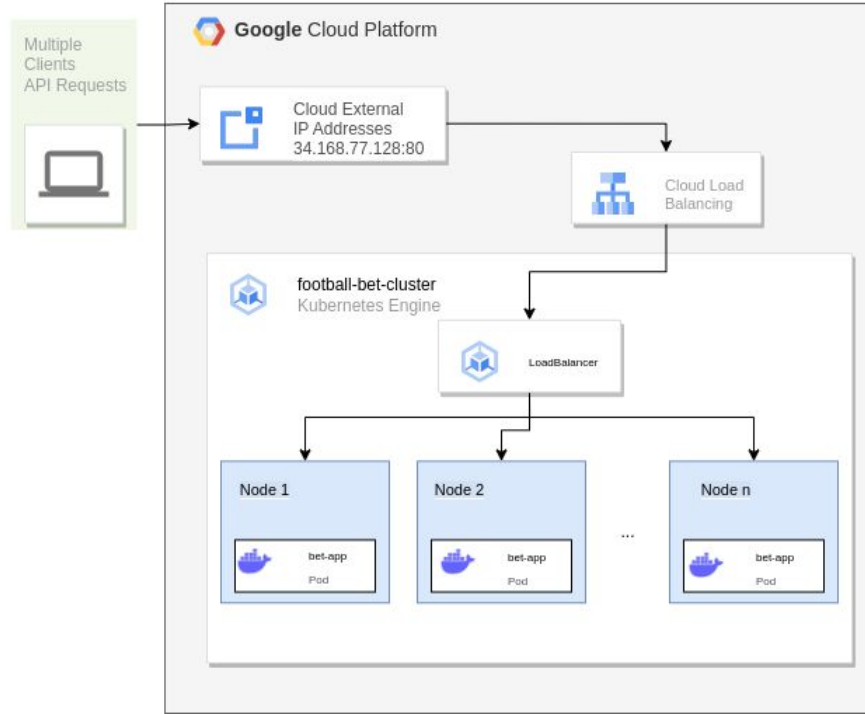 Multiple
Clients
API Requests
Google Cloud Platform
Cloud External
IP Addresses
34.168.77.128:80
Cloud Load
Balancing
football-bet-cluster
Kubernetes Engine
LoadBalancer
Node 1
Node 2
Node n
...
bet-app
Pod
bet-app
Pod
bet-app
Pod